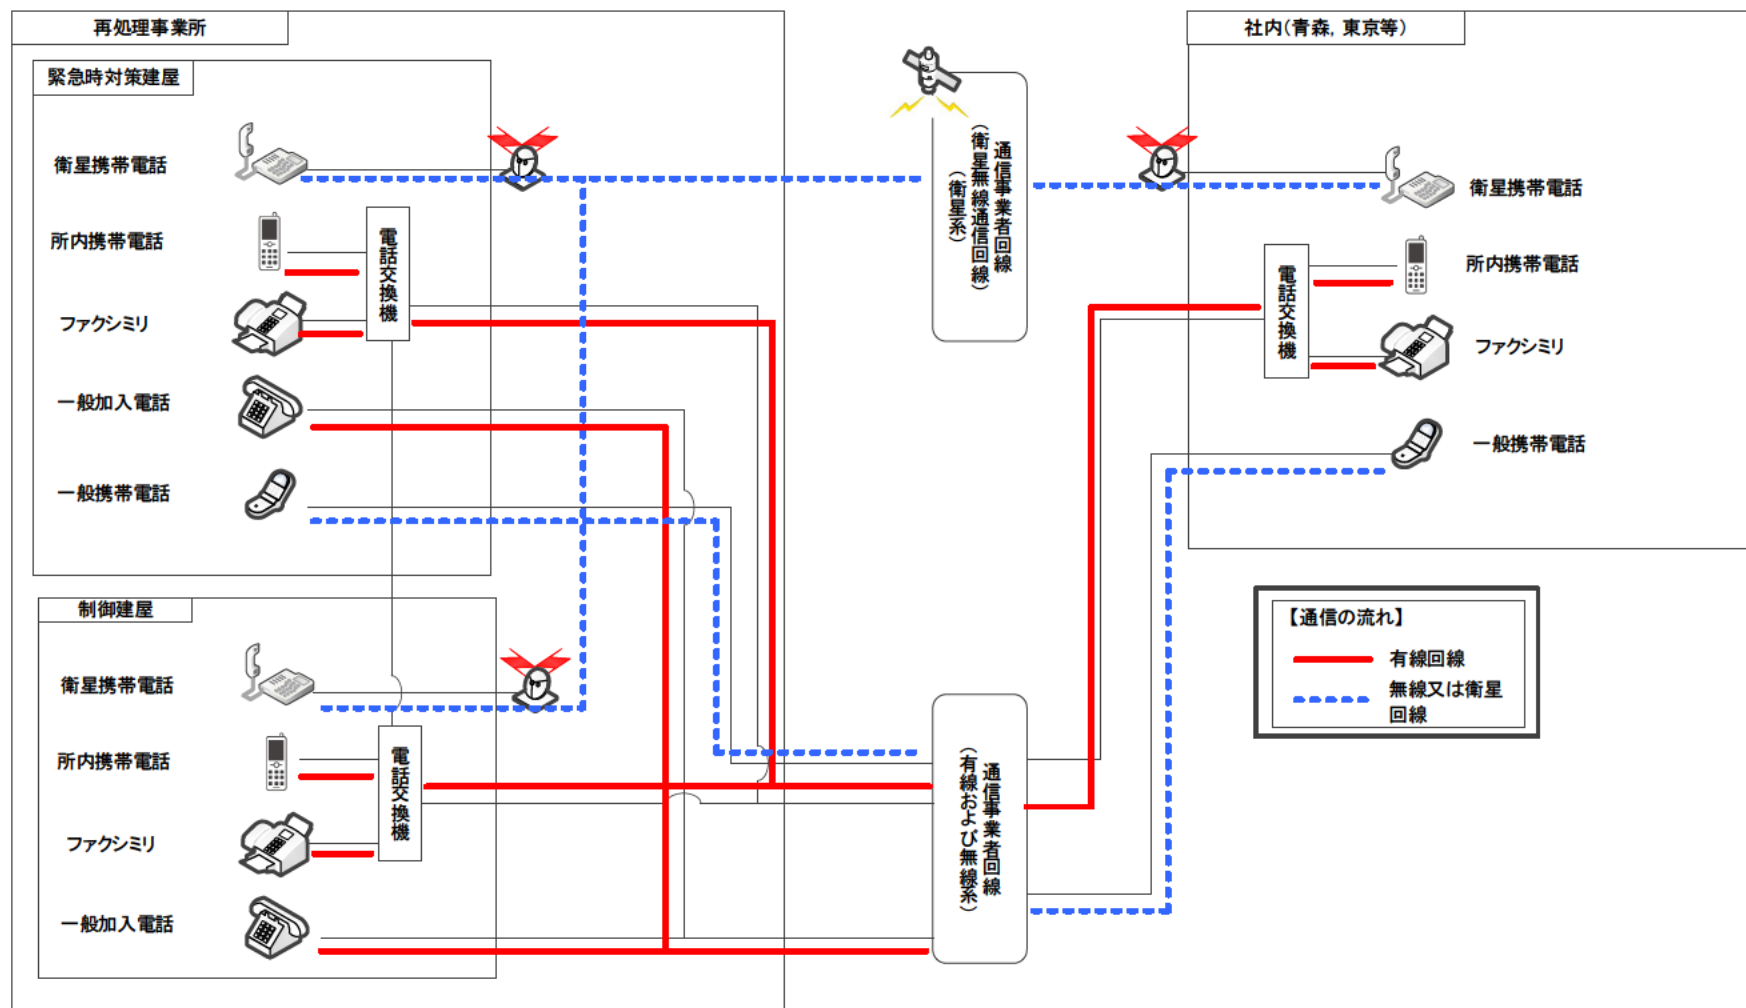 再処理事業所
緊急時対策建屋
衛星携帯電話
所内携帯電話
ファクシミリ
一般加入電話
一般携帯電話
電話交換機
制御建屋
衛星携帯電話
所内携帯電話
ファクシミリ
一般加入電話
電話交換機
通信事業者回線
(衛星無線通信回線)
(衛星系)
通信事業者回線
(有線および無線系)
社内(青森, 東京等)
衛星携帯電話
所内携帯電話
ファクシミリ
一般携帯電話
電話交換機
【通信の流れ】
有線回線
無線又は衛星
回線